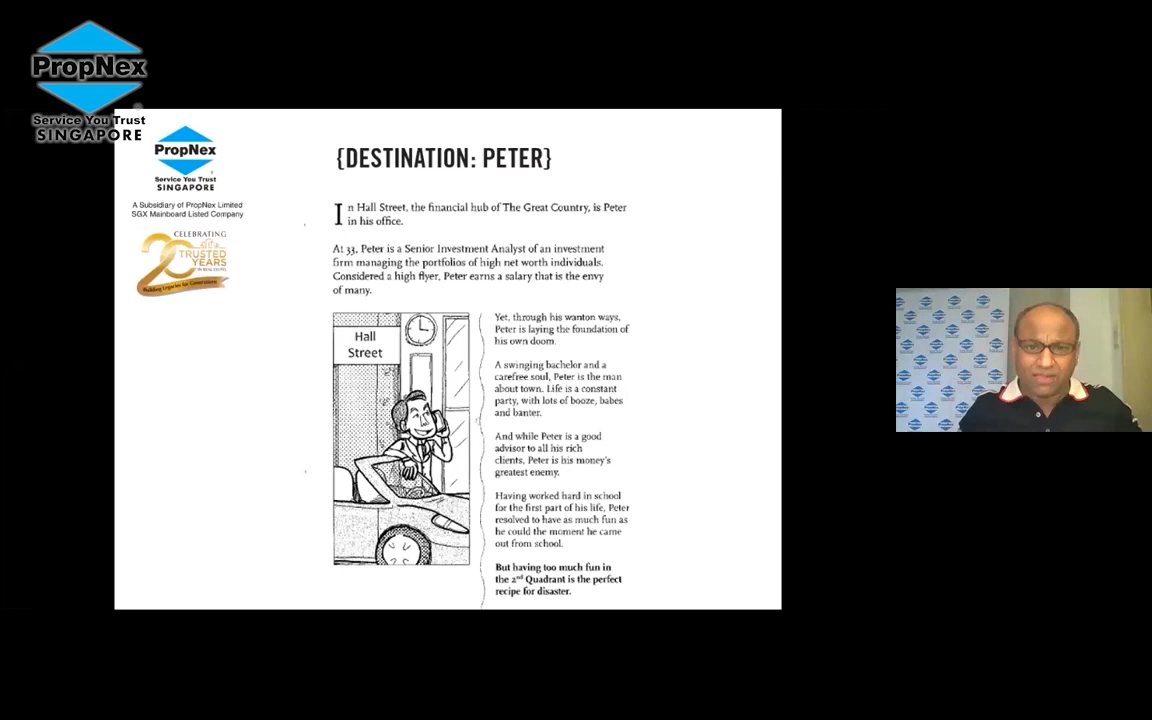 PropNex
Service You Trust
SINGAPORE
PropNex
Service You Trust
SINGAPORE
A Subsidiary of PropNex Limited
SGX Mainboard Listed Company
CELEBRATING
20
TRUSTED
YEARS
IN REAL ESTATE
Building Legacies for Generations
{DESTINATION: PETER}
In Hall Street, the financial hub of The Great Country, is Peter
in his office.
At 33, Peter is a Senior Investment Analyst of an investment
firm managing the portfolios of high net worth individuals.
Considered a high flyer, Peter earns a salary that is the envy
of many.
Hall
Street
Yet, through his wanton ways,
Peter is laying the foundation of
his own doom.
A swinging bachelor and a
carefree soul, Peter is the man
about town. Life is a constant
party, with lots of booze, babes
and banter.
And while Peter is a good
advisor to all his rich
clients, Peter is his money's
greatest enemy.
Having worked hard in school
for the first part of his life, Peter
resolved to have as much fun as
he could the moment he came
out from school.
But having too much fun in
the 2nd Quadrant is the perfect
recipe for disaster.